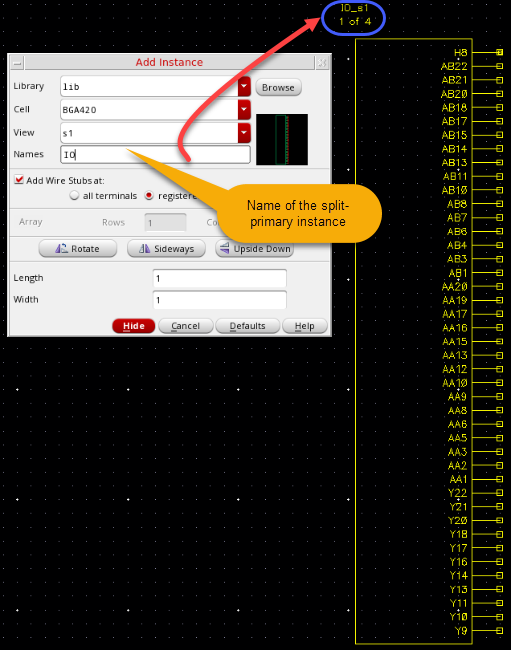 IO_s1
1 of 4
Add Instance
Library
lib
Browse
Cell
BGA420
View
s1
Names
IO
Add Wire Stubs at:
all terminals
registere
Array
Rows
1
Co
Name of the split-
primary instance
Rotate
Sideways
Upside Down
Length
1
Width
1
Hide
Cancel
Defaults
Help
H8
AB22
AB21
AB20
AB18
AB17
AB15
AB14
AB13
AB11
AB10
AB8
AB7
AB6
AB4
AB3
AB1
AA20
AA19
AA17
AA16
AA15
AA13
AA12
AA10
AA9
AA8
AA6
AA5
AA3
AA2
AA1
Y22
Y21
Y20
Y18
Y17
Y16
Y14
Y13
Y11
Y10
Y9